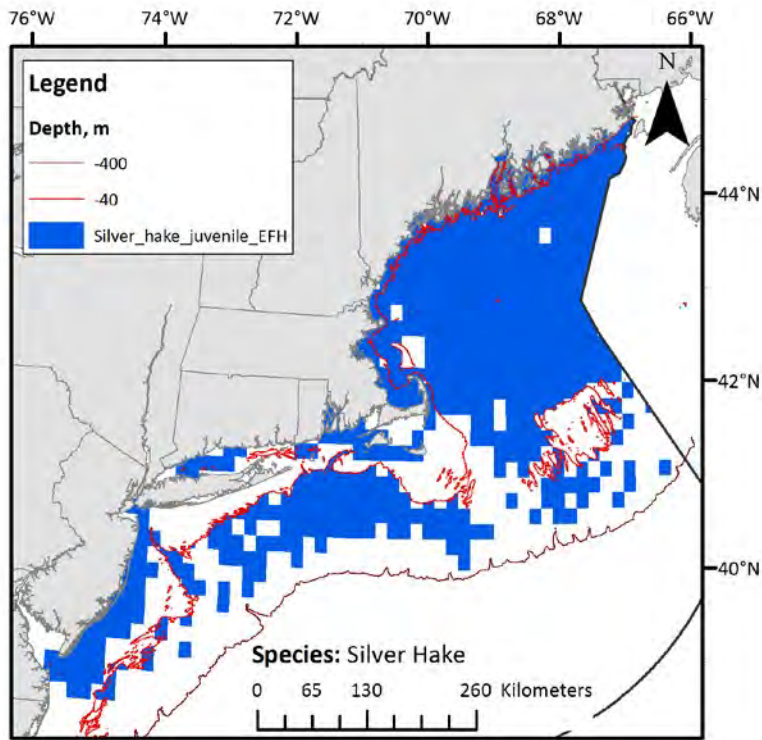 76°W 74°W 72°W 70°W 68°W 66°W
N
Legend
Depth, m
-400
-40
Silver_hake_juvenile_EFH
44°N
42°N
40°N
Species: Silver Hake
0 65 130 260 Kilometers